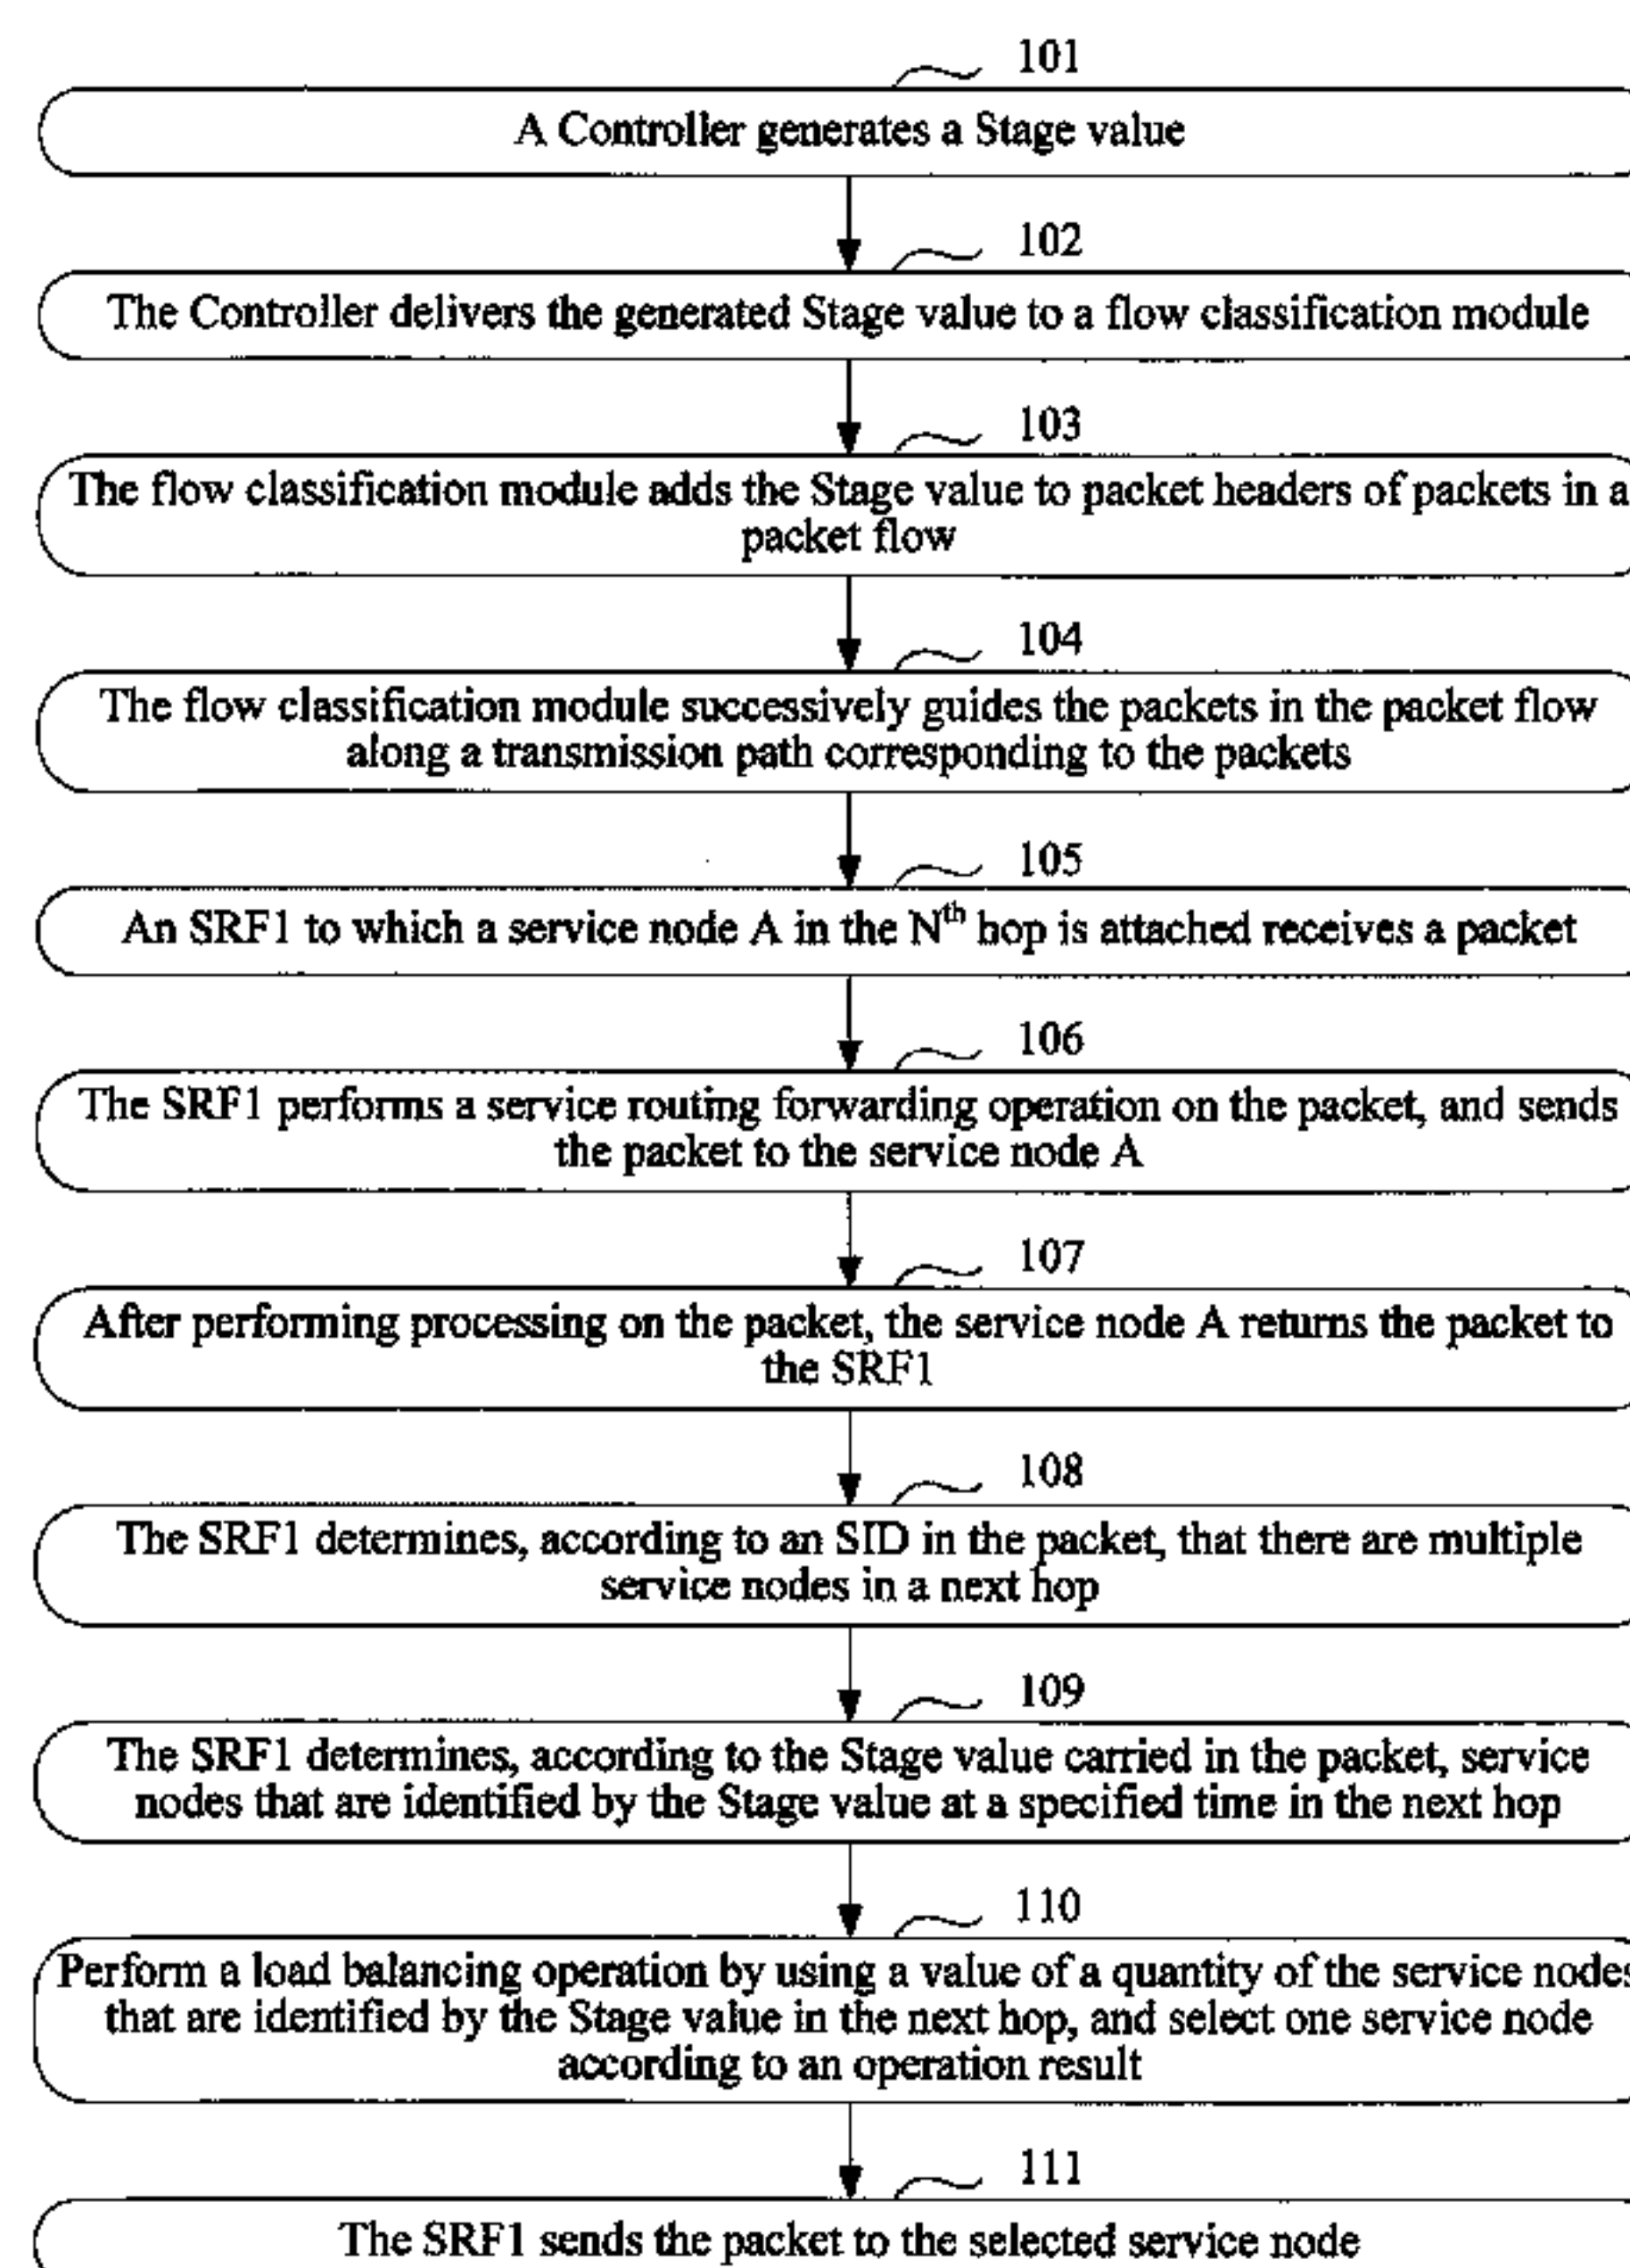 101
A Controller generates a Stage value
102
The Controller delivers the generated Stage value to a flow classification module
103
The flow classification module adds the Stage value to packet headers of packets in a
packet flow
104
The flow classification module successively guides the packets in the packet flow
along a transmission path corresponding to the packets
105
An SRF1 to which a service node A in the Nth hop is attached receives a packet
106
The SRF1 performs a service routing forwarding operation on the packet, and sends
the packet to the service node A
107
After performing processing on the packet, the service node A returns the packet to
the SRF1
108
The SRF1 determines, according to an SID in the packet, that there are multiple
service nodes in a next hop
109
The SRF1 determines, according to the Stage value carried in the packet, service
nodes that are identified by the Stage value at a specified time in the next hop
110
Perform a load balancing operation by using a value of a quantity of the service nodes
that are identified by the Stage value in the next hop, and select one service node
according to an operation result
111
The SRF1 sends the packet to the selected service node